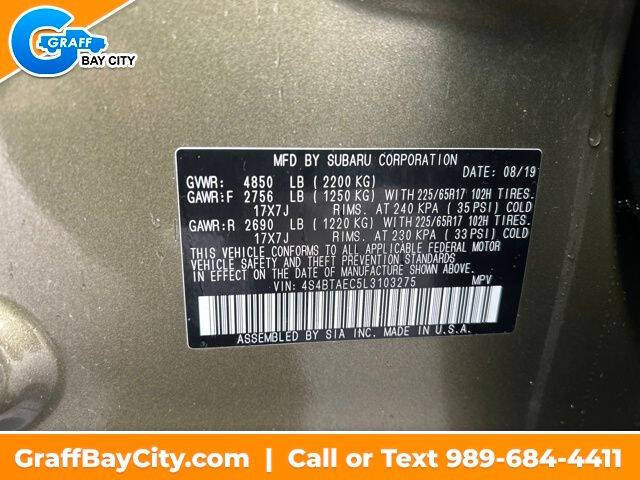 GRAFF
BAY CITY
MFD BY SUBARU CORPORATION
DATE: 08/19
GVWR: 4850 LB (2200 KG)
GAWR:F 2756 LB (1250 KG) WITH 225/65R17 102H TIRES.
17X7J RIMS. AT 240 KPA (35 PSI) COLD
GAWR:R 2690 LB (1220 KG) WITH 225/65R17 102H TIRES.
17X7J RIMS. AT 230 KPA (33 PSI) COLD
THIS VEHICLE CONFORMS TO ALL APPLICABLE FEDERAL MOTOR
VEHICLE SAFETY AND THEFT PREVENTION STANDARDS IN
EFFECT ON THE DATE OF MANUFACTURE SHOWN ABOVE.
VIN: 4S4BTAEC5L3103275 MPV
ASSEMBLED BY SIA INC. MADE IN U.S.A.
GraffBayCity.com | Call or Text 989-684-4411